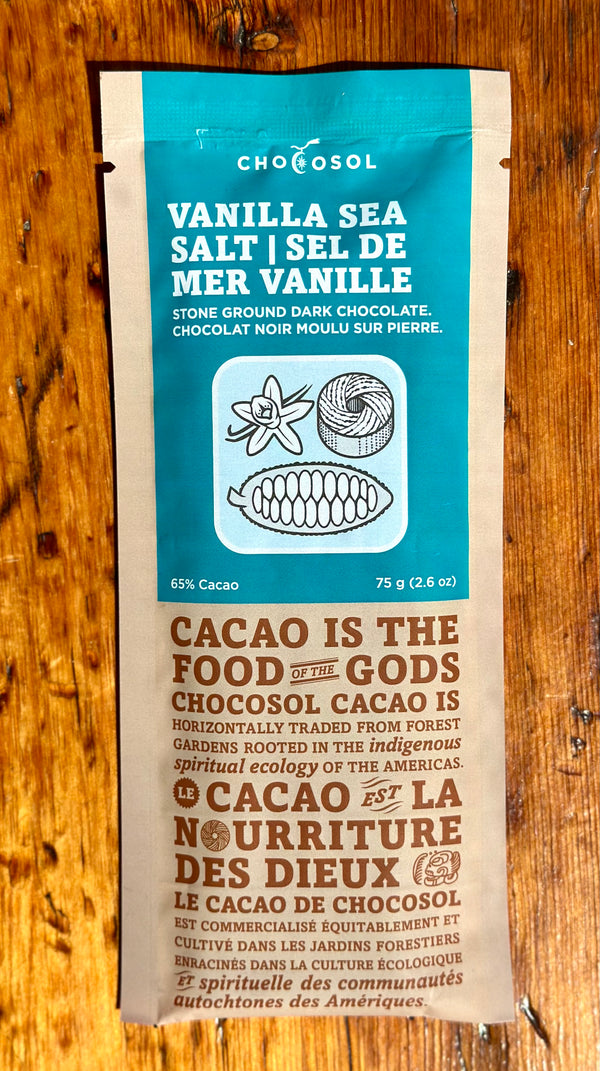 CHOCOSOL
VANILLA SEA
SALT | SEL DE
MER VANILLE
STONE GROUND DARK CHOCOLATE.
CHOCOLAT NOIR MOULU SUR PIERRE.
65% Cacao 75 g (2.6 oz)
CACAO IS THE
FOOD OF THE GODS
CHOCOSOL CACAO IS
HORIZONTALLY TRADED FROM FOREST
GARDENS ROOTED IN THE indigenous
spiritual ecology OF THE AMERICAS.
LE CACAO EST LA
NOURRITURE
DES DIEUX
LE CACAO DE CHOCOSOL
EST COMMERCIALISÉ ÉQUITABLEMENT ET
CULTIVÉ DANS LES JARDINS FORESTIERS
ENRACINÉS DANS LA CULTURE ÉCOLOGIQUE
ET spirituelle des communautés
autochtones des Amériques.